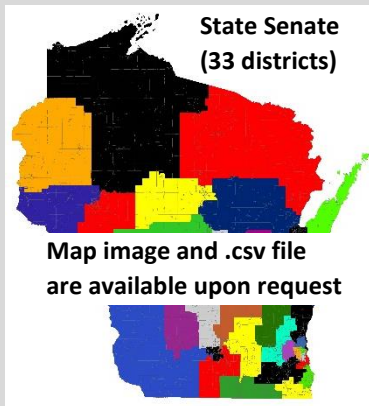 State Senate
(33 districts)
Map image and .csv file
are available upon request